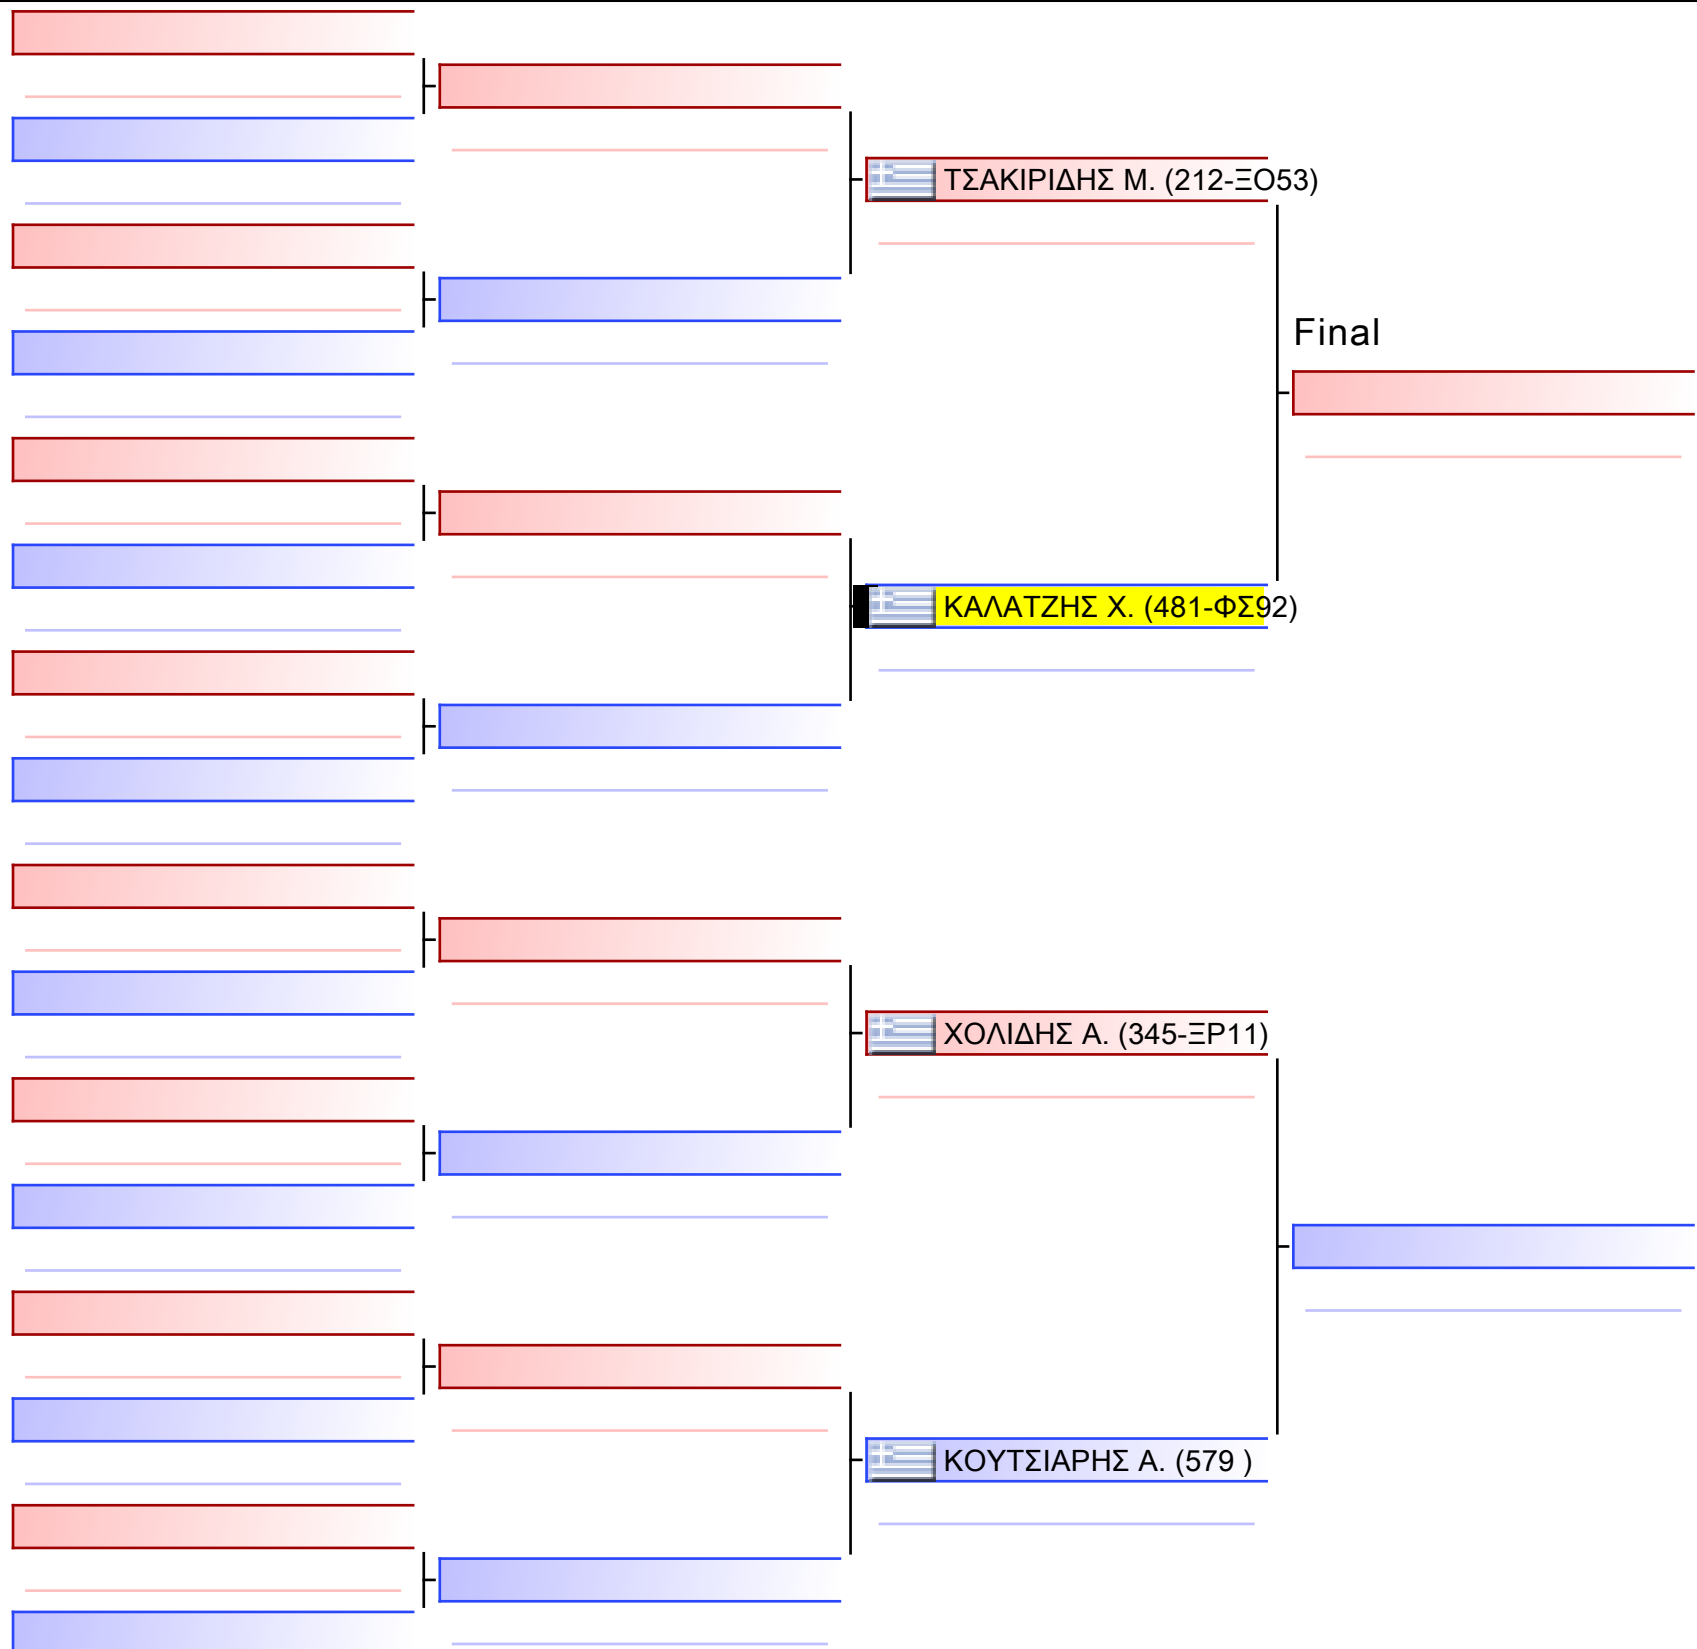 ΤΣΑΚΙΡΙΔΗΣ Μ. (212-ΞΟ53)
Final
ΚΑΛΑΤΖΗΣ Χ. (481-ΦΣ92)
ΧΟΛΙΔΗΣ Α. (345-ΞΡ11)
ΚΟΥΤΣΙΑΡΗΣ Α. (579 )